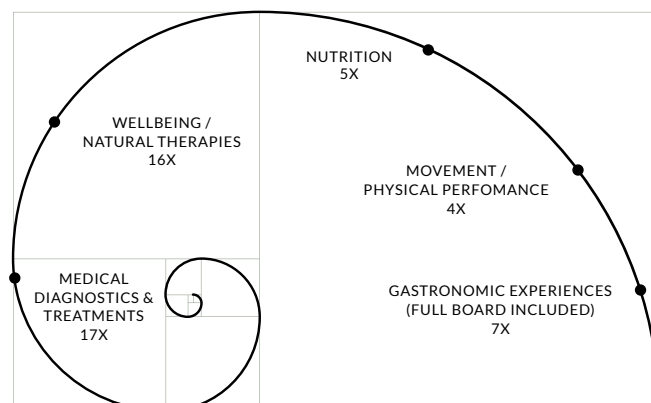 NUTRITION
5X
WELLBEING /
NATURAL THERAPIES
16X
MOVEMENT /
PHYSICAL PERFOMANCE
4X
MEDICAL
DIAGNOSTICS &
TREATMENTS
17X
GASTRONOMIC EXPERIENCES
(FULL BOARD INCLUDED)
7X